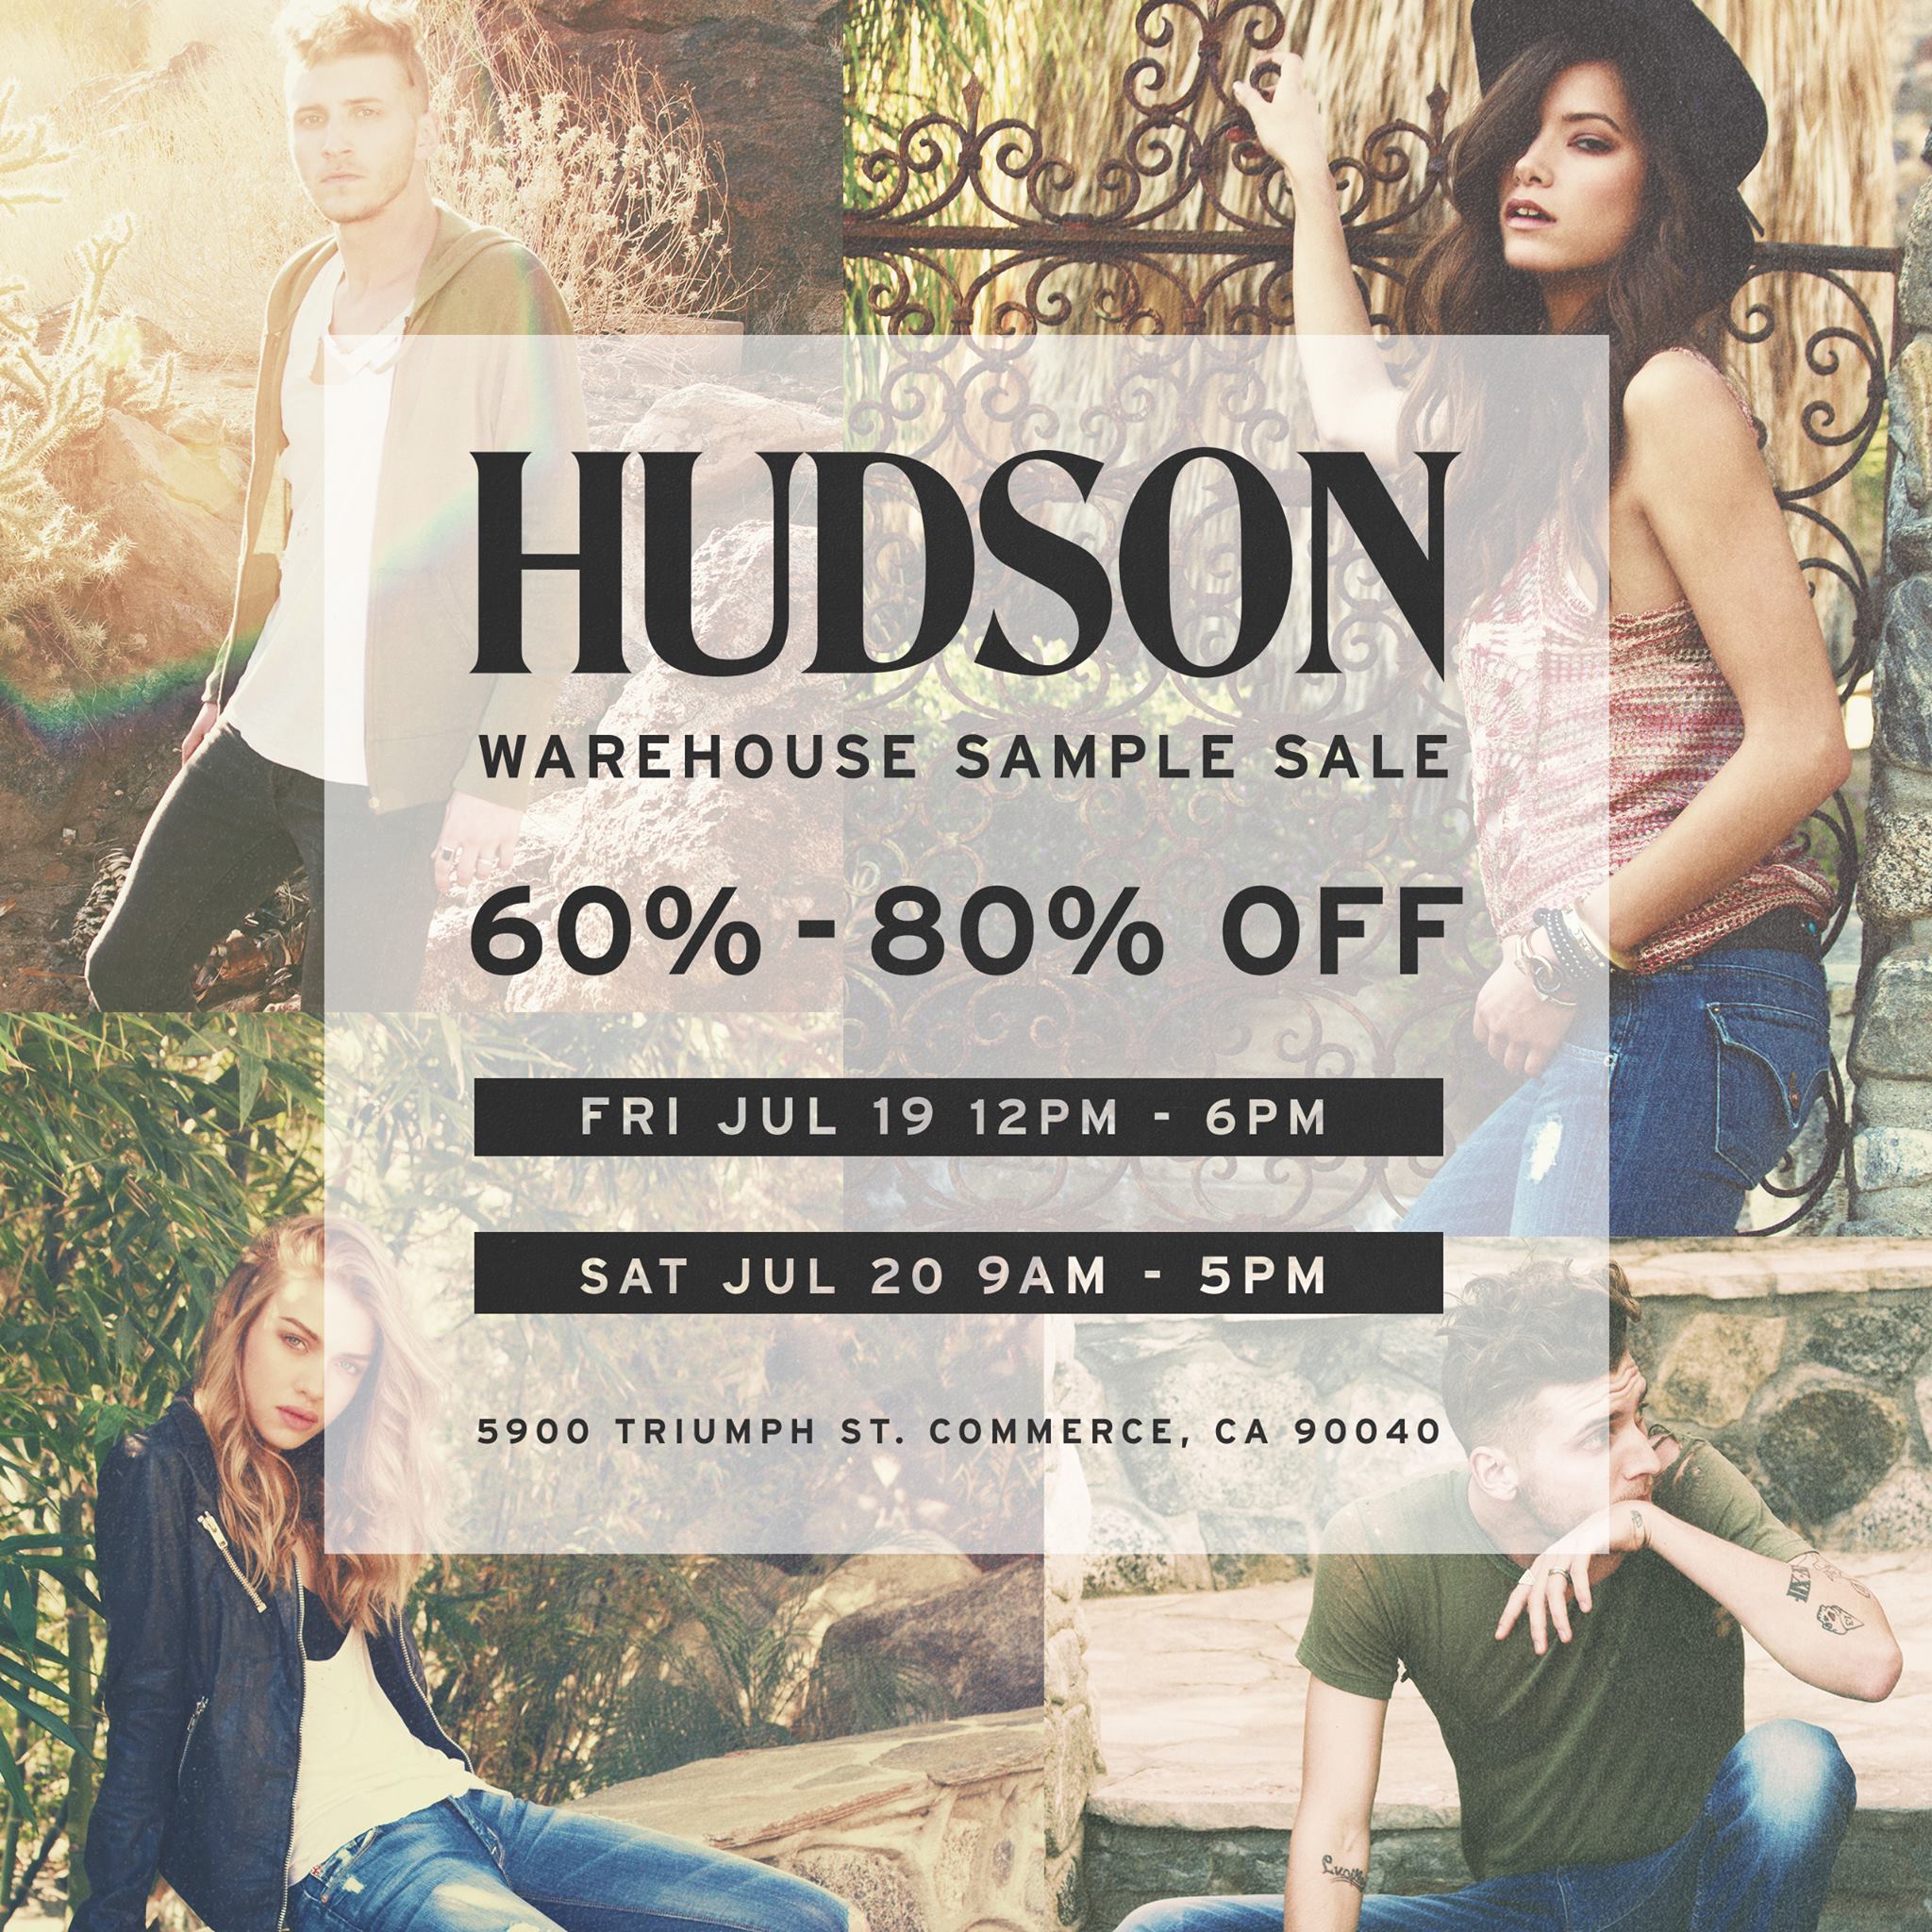 HUDSON
WAREHOUSE SAMPLE SALE
60% - 80% OFF
FRI JUL 19 12PM - 6PM
SAT JUL 20 9AM - 5PM
5900 TRIUMPH ST. COMMERCE, CA 90040